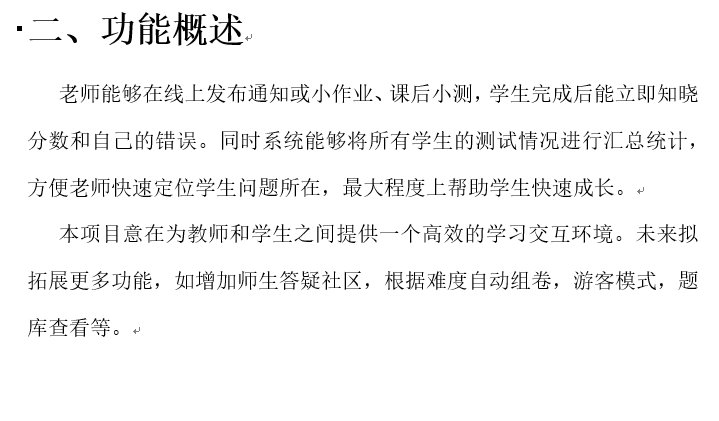 二、功能概述
老师能够在线上发布通知或小作业、课后小测，学生完成后能立即知晓
分数和自己的错误。同时系统能够将所有学生的测试情况进行汇总统计，
方便老师快速定位学生问题所在，最大程度上帮助学生快速成长。
本项目意在为教师和学生之间提供一个高效的学习交互环境。未来拟
拓展更多功能，如增加师生答疑社区，根据难度自动组卷，游客模式，题
库查看等。